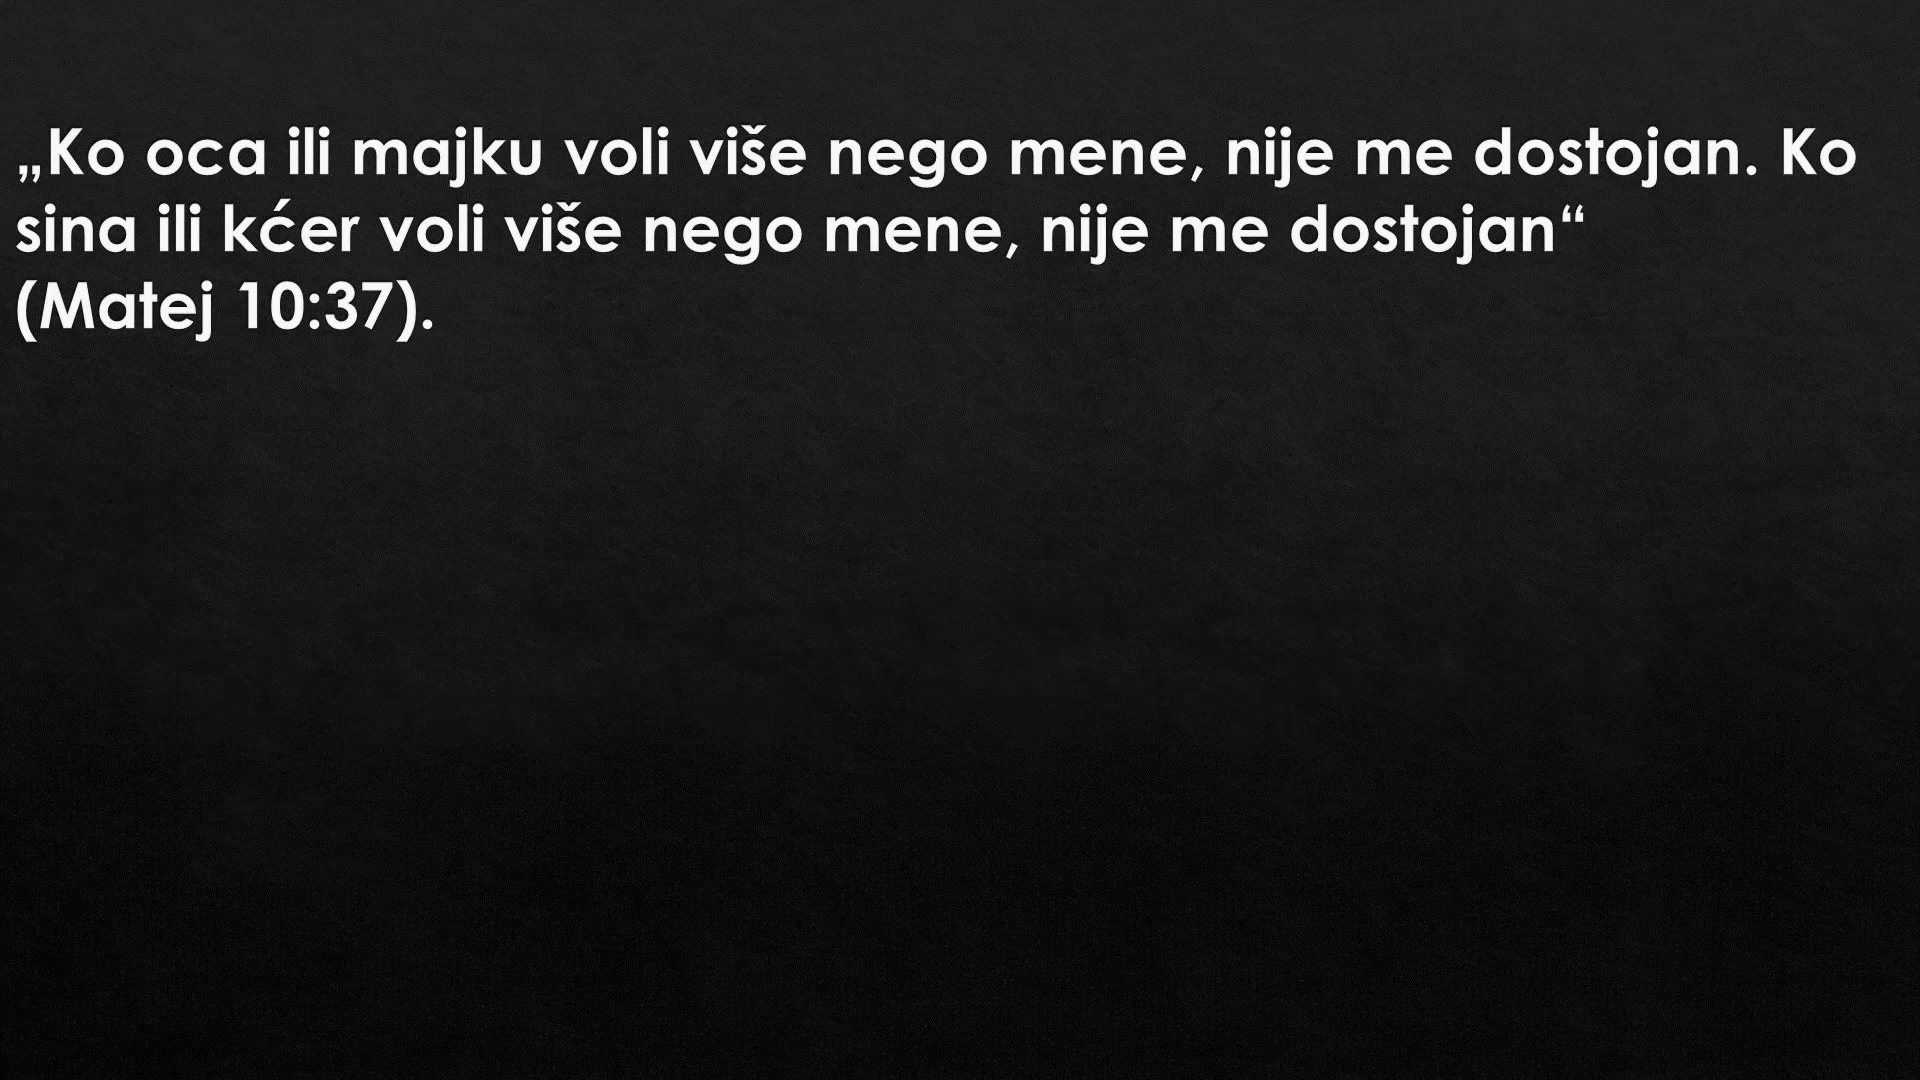 „Ko oca ili majku voli više nego mene, nije me dostojan. Ko
sina ili kćer voli više nego mene, nije me dostojan“
(Matej 10:37).